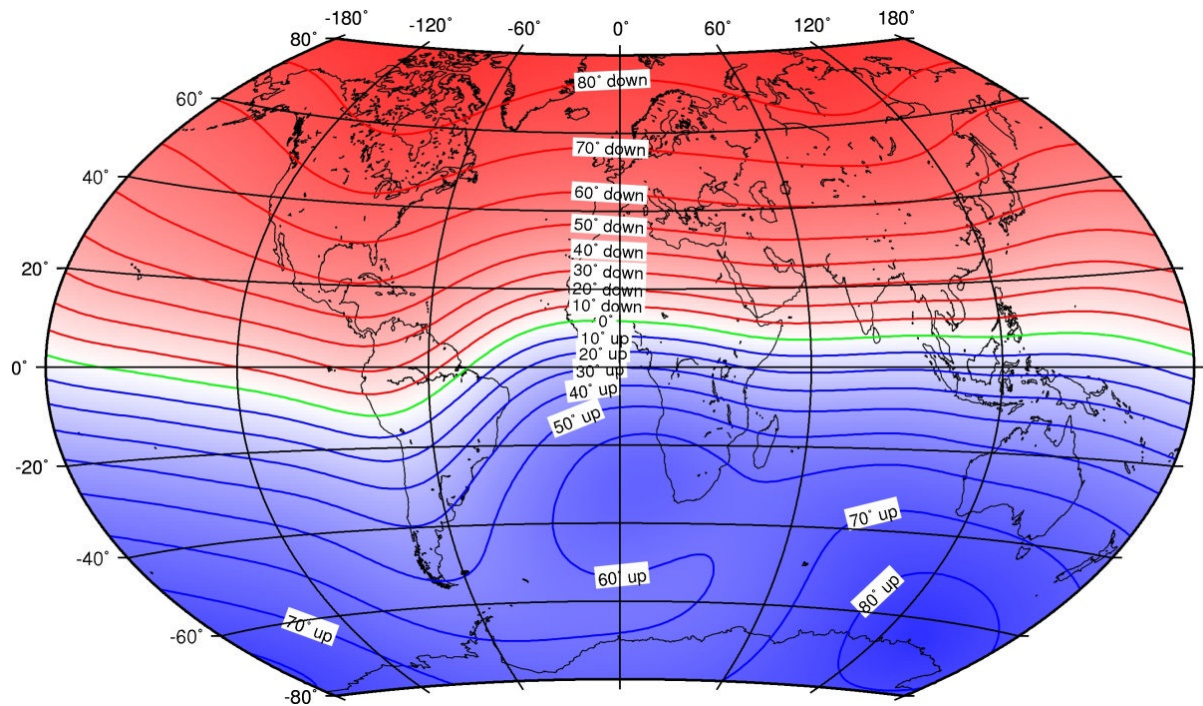 -180° -120° -60° 0° 60° 120° 180°
80°
60°
40°
20°
0°
-20°
-40°
-60°
-80°
80° down
70° down
60° down
50° down
40° down
30° down
20° down
10° down
0°
10° up
20° up
30° up
40° up
50° up
70° up
60° up
80° up
70° up